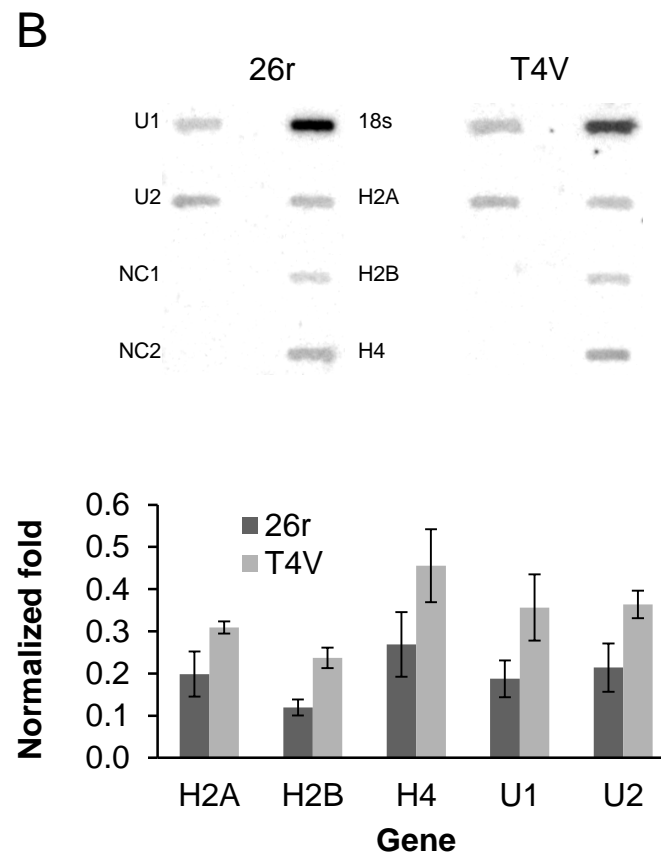 B
26r T4V
U1 18s
U2 H2A
NC1 H2B
NC2 H4
0.6
0.5
0.4
0.3
0.2
0.1
0.0
Normalized fold
26r
T4V
H2A H2B H4 U1 U2
Gene